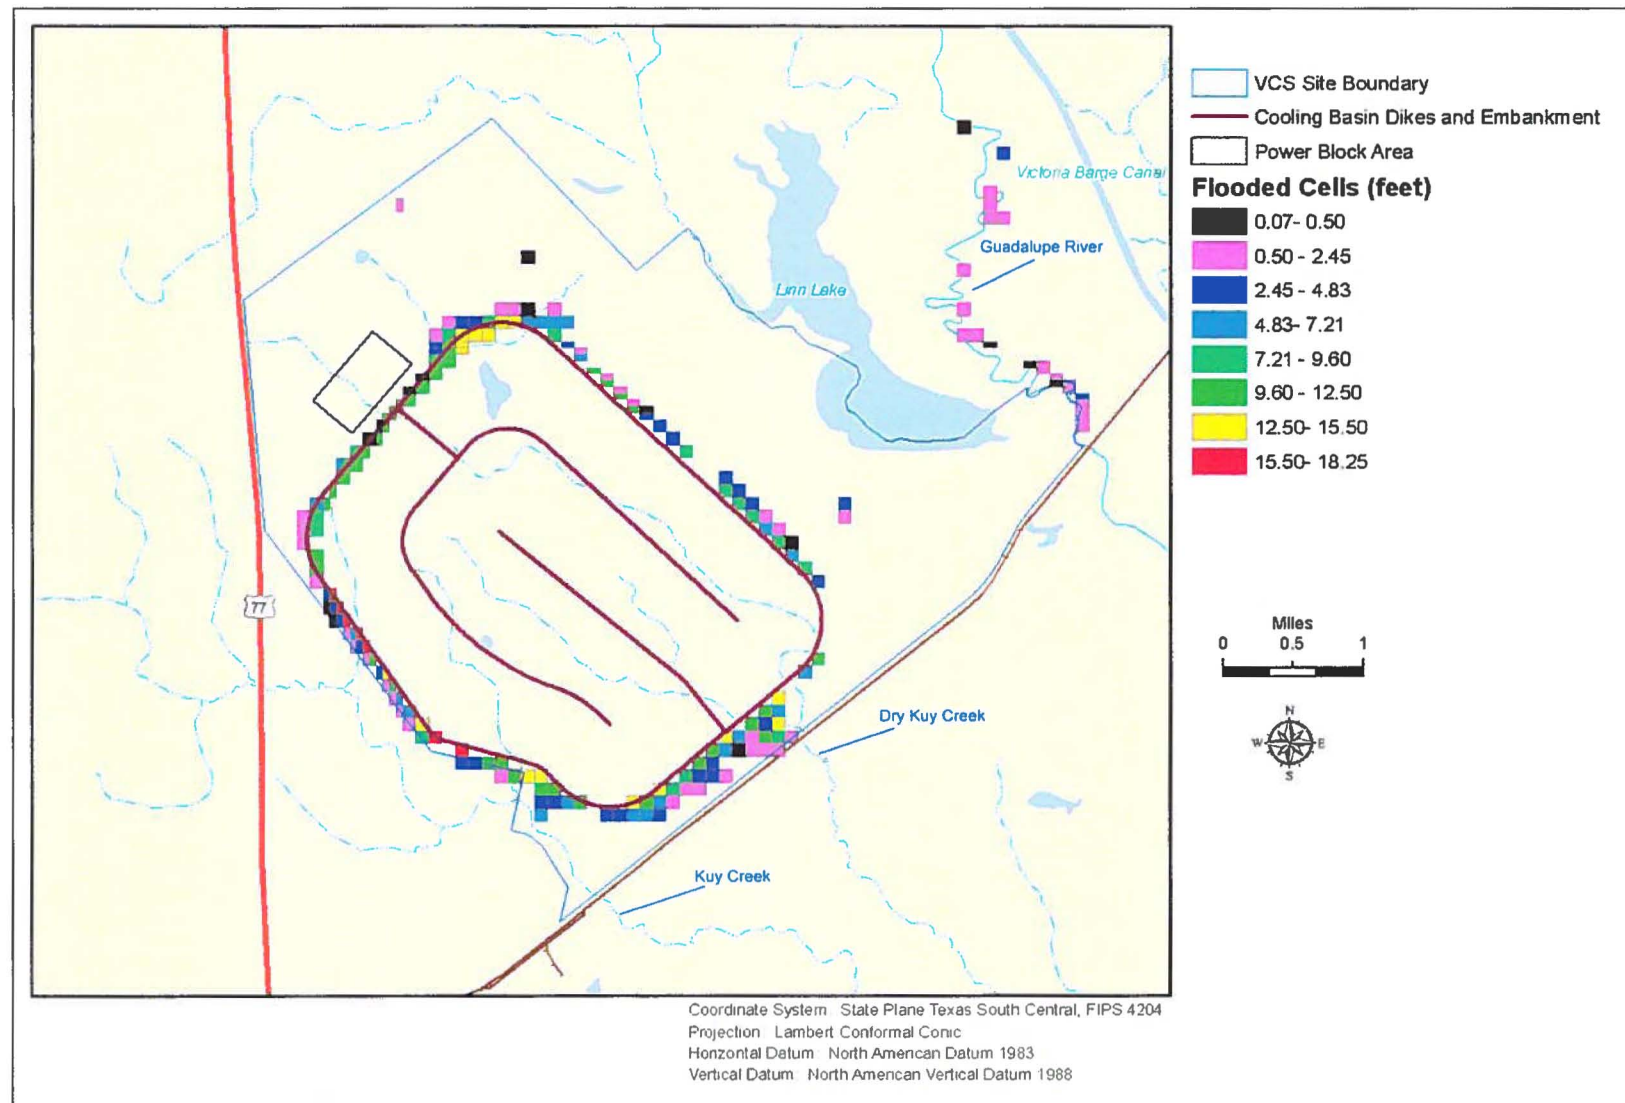 VCS Site Boundary
Cooling Basin Dikes and Embankment
Power Block Area
Flooded Cells (feet)
0.07- 0.50
0.50 - 2.45
2.45 - 4.83
4.83- 7.21
7.21 - 9.60
9.60 - 12.50
12.50- 15.50
15.50- 18.25
Victoria Barge Canal
Guadalupe River
Linn Lake
77
Dry Kuy Creek
Kuy Creek
Miles
0 0.5 1
N
W E
S
Coordinate System State Plane Texas South Central, FIPS 4204
Projection Lambert Conformal Conic
Horizontal Datum North American Datum 1983
Vertical Datum North American Vertical Datum 1988